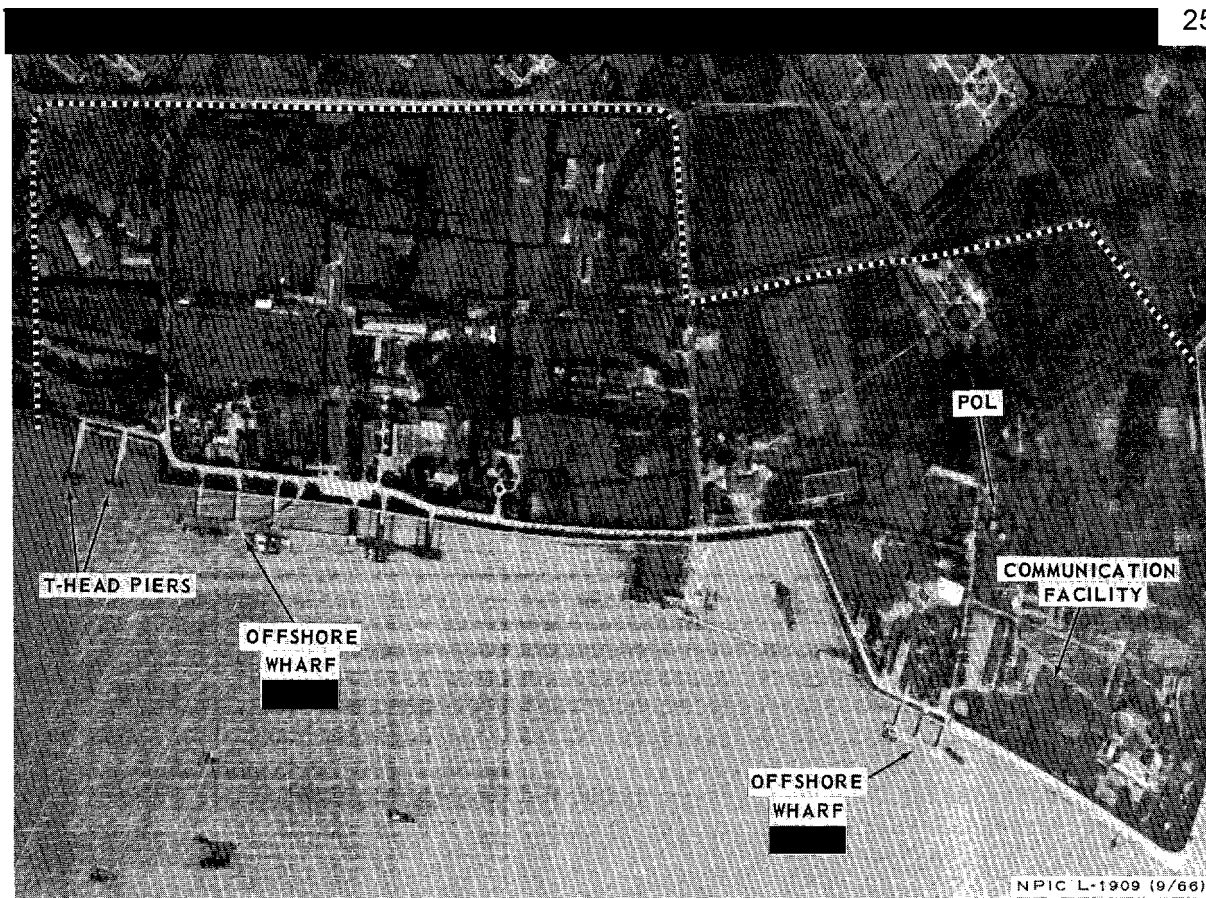 25
POL
COMMUNICATION
FACILITY
T-HEAD PIERS
OFFSHORE
WHARF
OFFSHORE
WHARF
NPIC L-1909 (9/66)